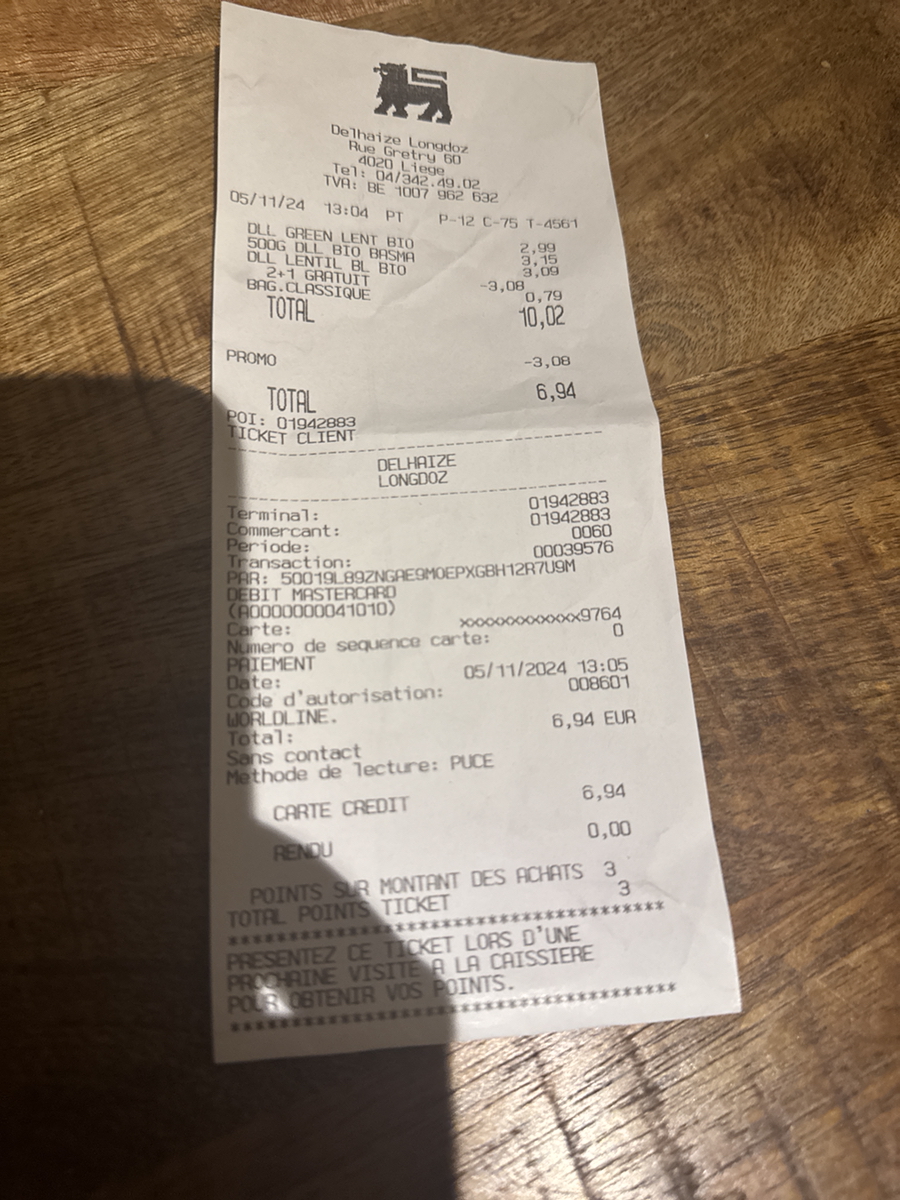 Delhaize Longdoz
Rue Gretry 60
4020 Liege
Tel: 04/342.49.02
TVA: BE 1007 962 632
05/11/24 13:04 PT P-12 C-75 T-4561
DLL GREEN LENT BIO 2,99
500G DLL BIO BASMA 3,15
DLL LENTIL BL BIO 3,09
2+1 GRATUIT -3,08
BAG.CLASSIQUE 0,79
TOTAL 10,02
PROMO -3,08
TOTAL 6,94
POI: 01942883
TICKET CLIENT
DELHAIZE
LONGDOZ
Terminal: 01942883
Commercant: 01942883
Période: 0060
Transaction: 00039576
PAR: 50019L89ZNGAE9MOEPXGBH12R7U9M
DEBIT MASTERCARD
(A0000000041010)
Carte: xxxxxxxxxxxx9764
Numero de sequence carte: 0
PAIEMENT
Date: 05/11/2024 13:05
Code d'autorisation: 008601
WORLDLINE.
Total: 6,94 EUR
Sans contact
Methode de lecture: PUCE
CARTE CREDIT 6,94
RENDU 0,00
POINTS SUR MONTANT DES ACHATS 3
TOTAL POINTS TICKET 3
****************************************
PRESENTEZ CE TICKET LORS D'UNE
PROCHAINE VISITE A LA CAISSIERE
POUR OBTENIR VOS POINTS.
****************************************